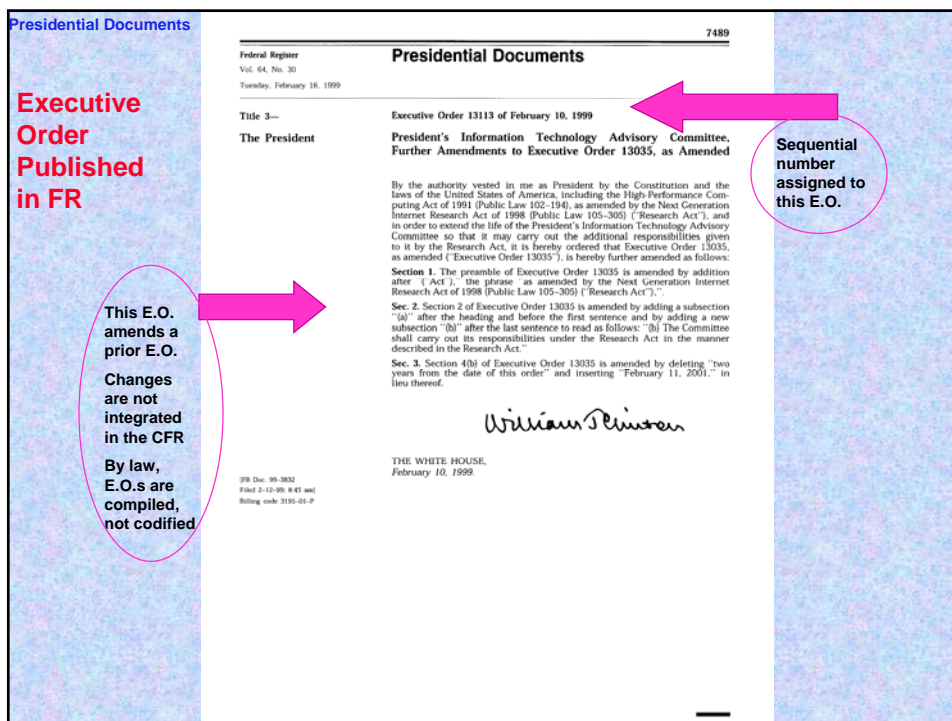 Presidential Documents
Executive
Order
Published
in FR
7489
Federal Register
Vol. 64, No. 30
Tuesday, February 16, 1999
Presidential Documents
Title 3—
The President
Executive Order 13113 of February 10, 1999
President's Information Technology Advisory Committee,
Further Amendments to Executive Order 13035, as Amended
By the authority vested in me as President by the Constitution and the
laws of the United States of America, including the High-Performance Com-
puting Act of 1991 (Public Law 102–194), as amended by the Next Generation
Internet Research Act of 1998 (Public Law 105–305) ("Research Act"), and
in order to extend the life of the President's Information Technology Advisory
Committee so that it may carry out the additional responsibilities given
to it by the Research Act, it is hereby ordered that Executive Order 13035,
as amended ("Executive Order 13035"), is hereby further amended as follows:
Section 1. The preamble of Executive Order 13035 is amended by addition
after "("Act")," the phrase "as amended by the Next Generation Internet
Research Act of 1998 (Public Law 105–305) ("Research Act"),".
Sec. 2. Section 2 of Executive Order 13035 is amended by adding a subsection
"(a)" after the heading and before the first sentence and by adding a new
subsection "(b)" after the last sentence to read as follows: "(b) The Committee
shall carry out its responsibilities under the Research Act in the manner
described in the Research Act."
Sec. 3. Section 4(b) of Executive Order 13035 is amended by deleting "two
years from the date of this order" and inserting "February 11, 2001," in
lieu thereof.
William J Clinton
THE WHITE HOUSE,
February 10, 1999.
[FR Doc. 99–3832
Filed 2–12–99; 8:45 am]
Billing code 3195–01–P
Sequential
number
assigned to
this E.O.
This E.O.
amends a
prior E.O.
Changes
are not
integrated
in the CFR
By law,
E.O.s are
compiled,
not codified